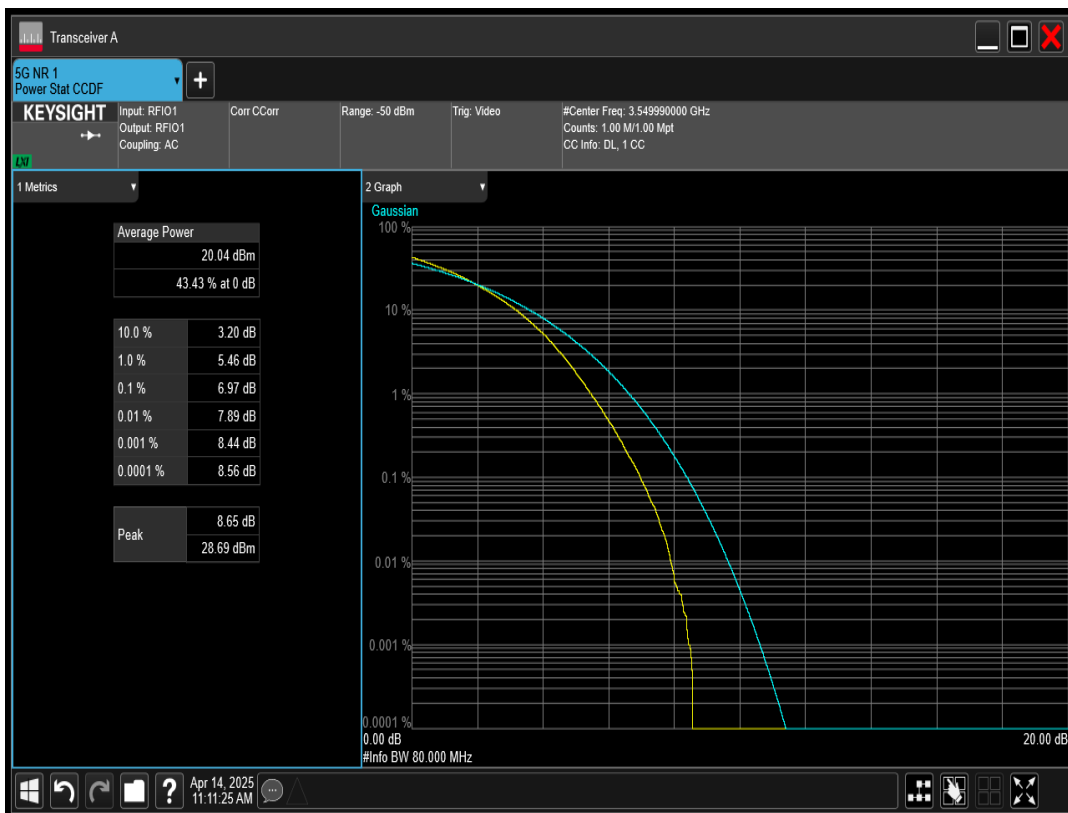 Transceiver A
5G NR 1
Power Stat CCDF
+
KEYSIGHT
LXI
Input: RFIO1
Output: RFIO1
Coupling: AC
Corr CCorr
Range: -50 dBm
Trig: Video
#Center Freq: 3.549990000 GHz
Counts: 1.00 M/1.00 Mpt
CC Info: DL, 1 CC
1 Metrics
Average Power
20.04 dBm
43.43 % at 0 dB
10.0 % 3.20 dB
1.0 % 5.46 dB
0.1 % 6.97 dB
0.01 % 7.89 dB
0.001 % 8.44 dB
0.0001 % 8.56 dB
Peak
8.65 dB
28.69 dBm
2 Graph
Gaussian
100 %
10 %
1 %
0.1 %
0.01 %
0.001 %
0.0001 %
0.00 dB 20.00 dB
#Info BW 80.000 MHz
?
Apr 14, 2025
11:11:25 AM